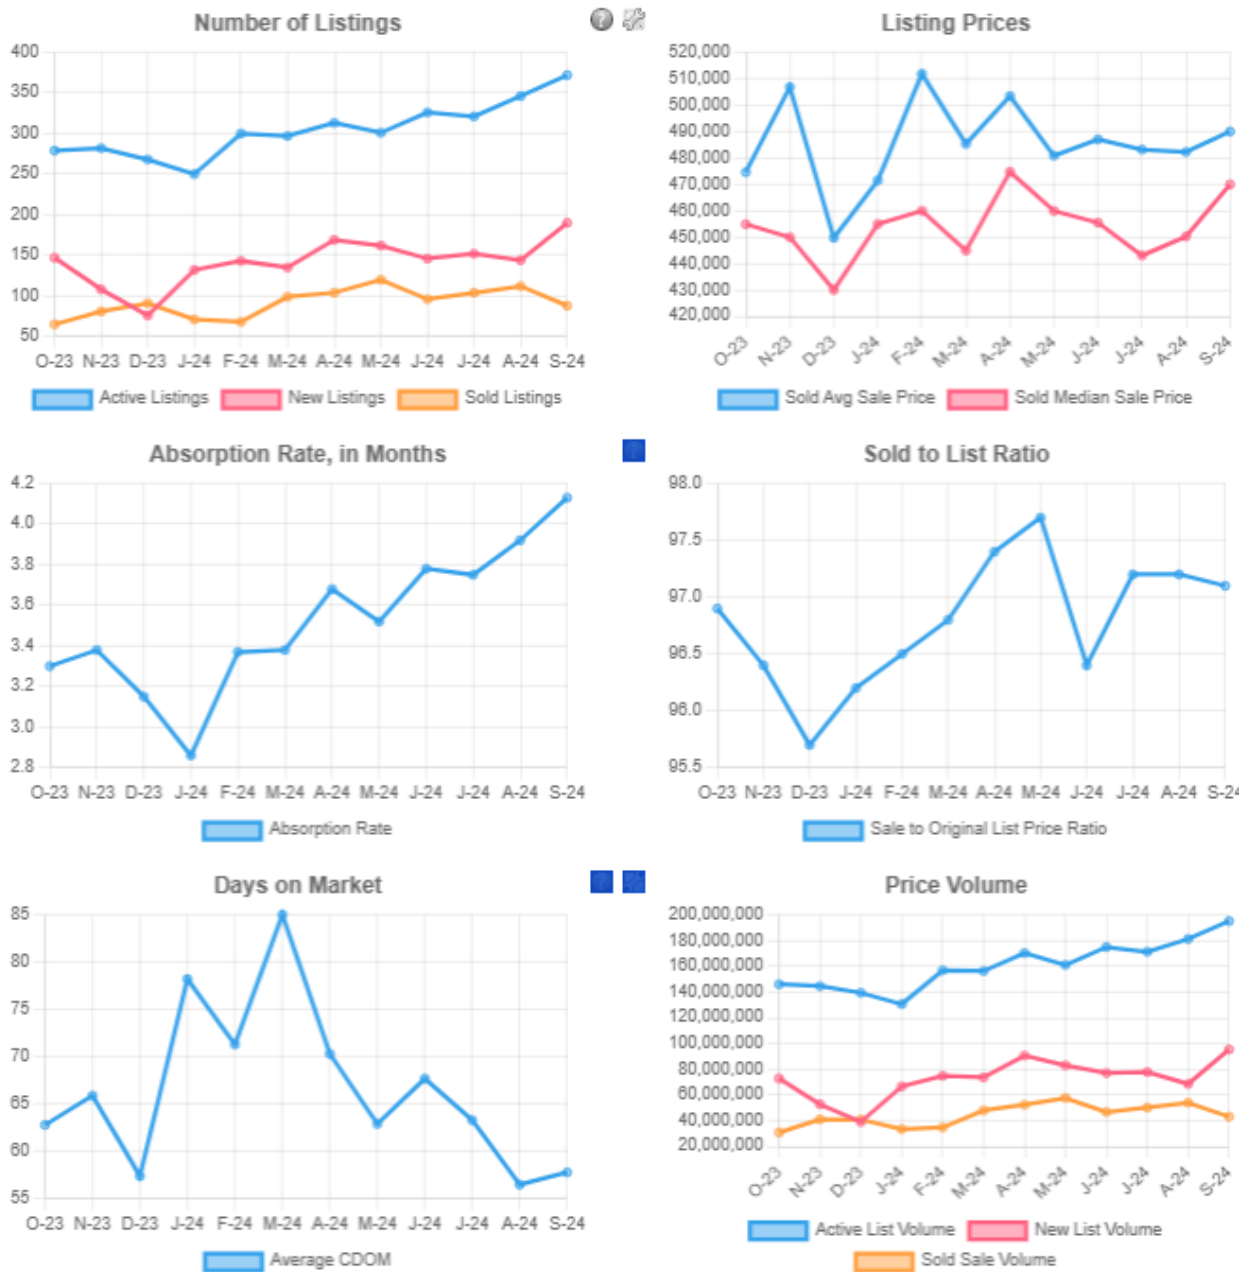 Number of Listings
400
350
300
250
200
150
100
50
O-23 N-23 D-23 J-24 F-24 M-24 A-24 M-24 J-24 J-24 A-24 S-24
Active Listings New Listings Sold Listings
Listing Prices
520,000
510,000
500,000
490,000
480,000
470,000
460,000
450,000
440,000
430,000
420,000
O-23 N-23 D-23 J-24 F-24 M-24 A-24 M-24 J-24 J-24 A-24 S-24
Sold Avg Sale Price Sold Median Sale Price
Absorption Rate, in Months
4.2
4.0
3.8
3.6
3.4
3.2
3.0
2.8
O-23 N-23 D-23 J-24 F-24 M-24 A-24 M-24 J-24 J-24 A-24 S-24
Absorption Rate
Sold to List Ratio
98.0
97.5
97.0
96.5
96.0
95.5
O-23 N-23 D-23 J-24 F-24 M-24 A-24 M-24 J-24 J-24 A-24 S-24
Sale to Original List Price Ratio
Days on Market
85
80
75
70
65
60
55
O-23 N-23 D-23 J-24 F-24 M-24 A-24 M-24 J-24 J-24 A-24 S-24
Average CDOM
Price Volume
200,000,000
180,000,000
160,000,000
140,000,000
120,000,000
100,000,000
80,000,000
60,000,000
40,000,000
20,000,000
O-23 N-23 D-23 J-24 F-24 M-24 A-24 M-24 J-24 J-24 A-24 S-24
Active List Volume New List Volume
Sold Sale Volume